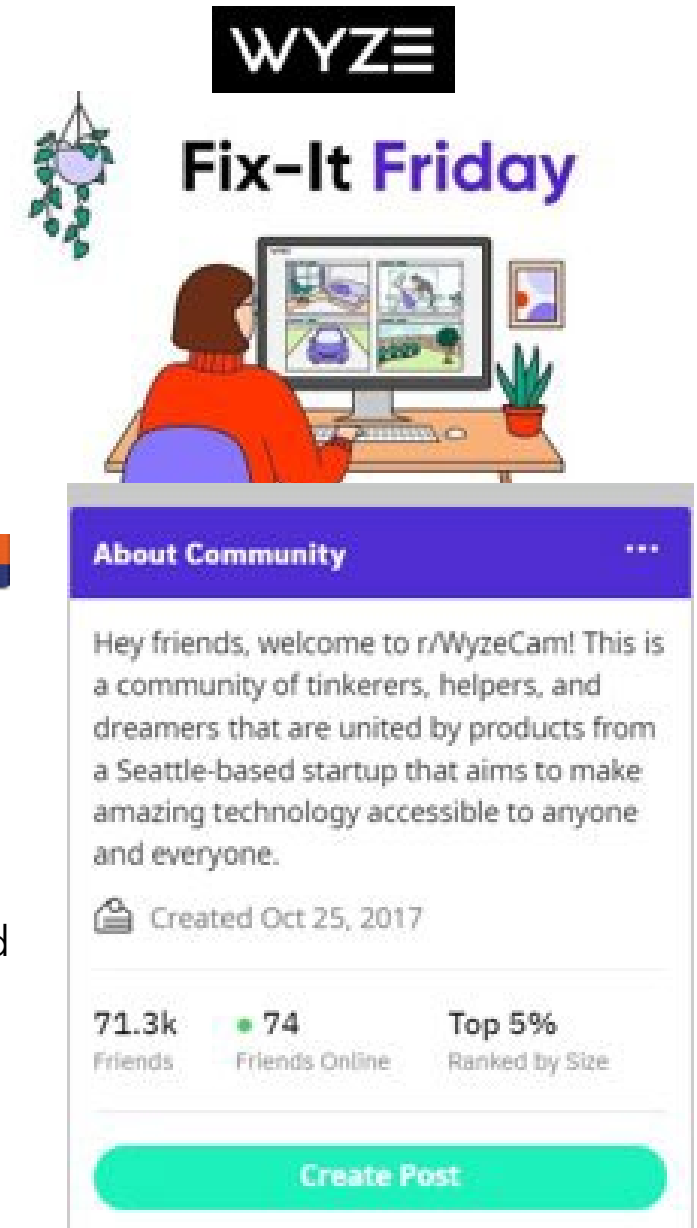 WYZE
Fix-It Friday
About Community
Hey friends, welcome to r/WyzeCam! This is
a community of tinkerers, helpers, and
dreamers that are united by products from
a Seattle-based startup that aims to make
amazing technology accessible to anyone
and everyone.
Created Oct 25, 2017
71.3k 74 Top 5%
Friends Friends Online Ranked by Size
Create Post